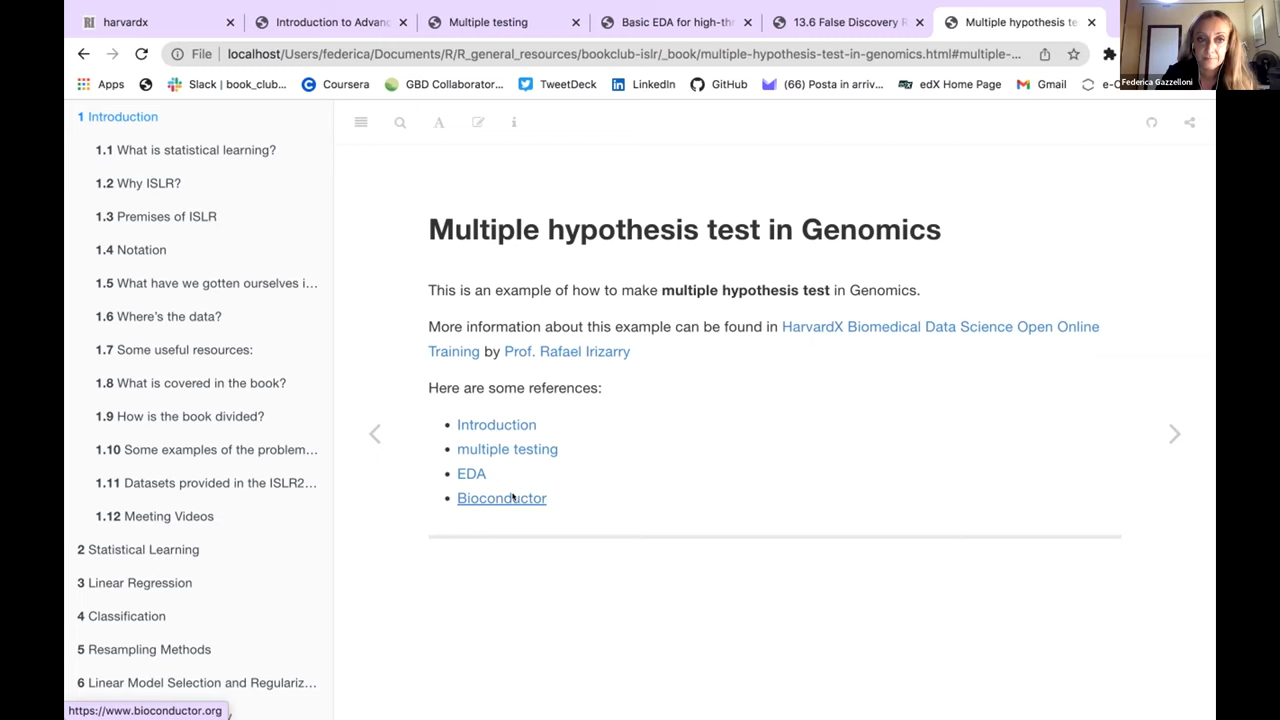 harvardx
Introduction to Advan
Multiple testing
Basic EDA for high-thr
13.6 False Discovery R
Multiple hypothesis te
File
localhost/Users/federica/Documents/R/R_general_resources/bookclub-islr/_book/multiple-hypothesis-test-in-genomics.html#multiple-...
Federica Gazzelloni
Apps
Slack | book_club...
Coursera
GBD Collaborator...
TweetDeck
LinkedIn
GitHub
(66) Posta in arriv...
edX Home Page
Gmail
1 Introduction
1.1 What is statistical learning?
1.2 Why ISLR?
1.3 Premises of ISLR
1.4 Notation
1.5 What have we gotten ourselves i...
1.6 Where's the data?
1.7 Some useful resources:
1.8 What is covered in the book?
1.9 How is the book divided?
1.10 Some examples of the problem...
1.11 Datasets provided in the ISLR2...
1.12 Meeting Videos
2 Statistical Learning
3 Linear Regression
4 Classification
5 Resampling Methods
6 Linear Model Selection and Regulariz...
https://www.bioconductor.org
Multiple hypothesis test in Genomics
This is an example of how to make multiple hypothesis test in Genomics.
More information about this example can be found in HarvardX Biomedical Data Science Open Online
Training by Prof. Rafael Irizarry
Here are some references:
• Introduction
• multiple testing
• EDA
• Bioconductor